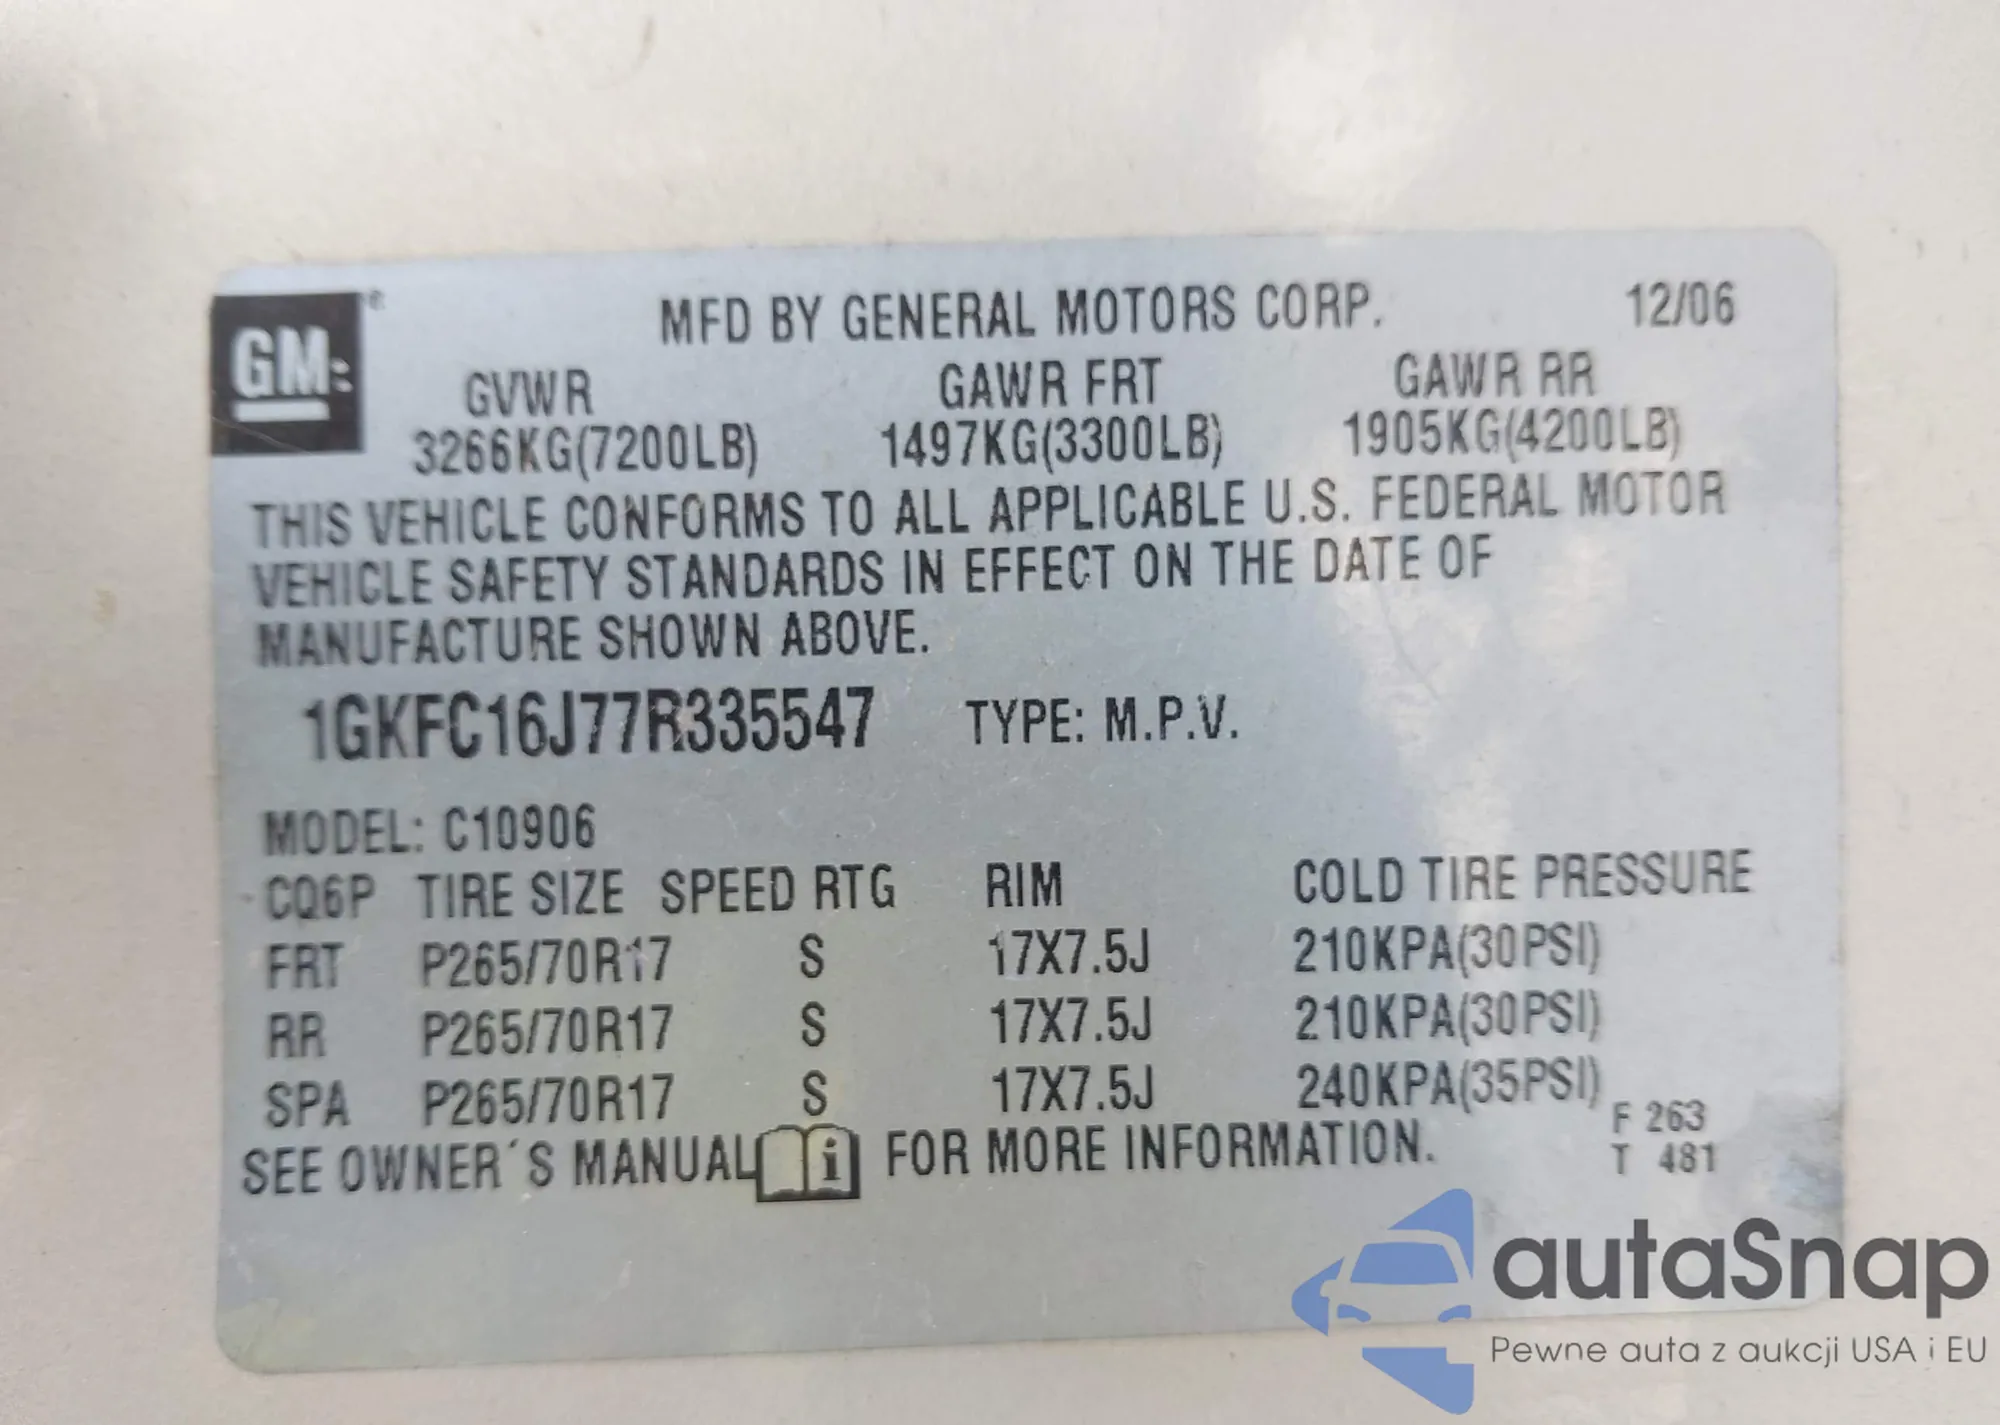 GM ®
MFD BY GENERAL MOTORS CORP. 12/06
GVWR GAWR FRT GAWR RR
3266KG(7200LB) 1497KG(3300LB) 1905KG(4200LB)
THIS VEHICLE CONFORMS TO ALL APPLICABLE U.S. FEDERAL MOTOR
VEHICLE SAFETY STANDARDS IN EFFECT ON THE DATE OF
MANUFACTURE SHOWN ABOVE.
1GKFC16J77R335547 TYPE: M.P.V.
MODEL: C10906
CQ6P TIRE SIZE SPEED RTG RIM COLD TIRE PRESSURE
FRT P265/70R17 S 17X7.5J 210KPA(30PSI)
RR P265/70R17 S 17X7.5J 210KPA(30PSI)
SPA P265/70R17 S 17X7.5J 240KPA(35PSI)
F 263
T 481
SEE OWNER´S MANUAL i FOR MORE INFORMATION.
autaSnap
Pewne auta z aukcji USA i EU